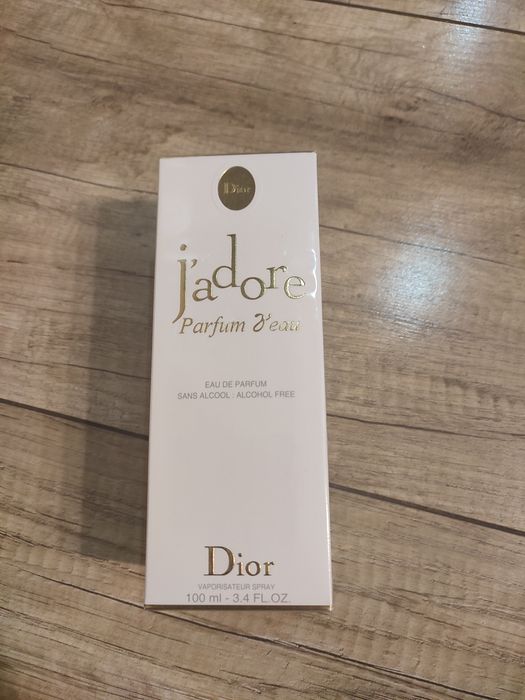 Dior
j'adore
Parfum d'eau
EAU DE PARFUM
SANS ALCOOL : ALCOHOL FREE
Dior
VAPORISATEUR SPRAY
100 ml - 3.4 FL.OZ.